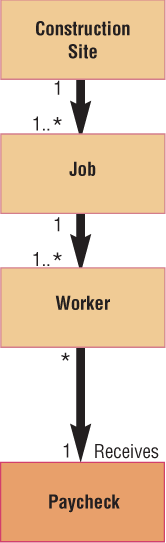 Construction
Site
1
1..*
Job
1
1..*
Worker
*
1 Receives
Paycheck